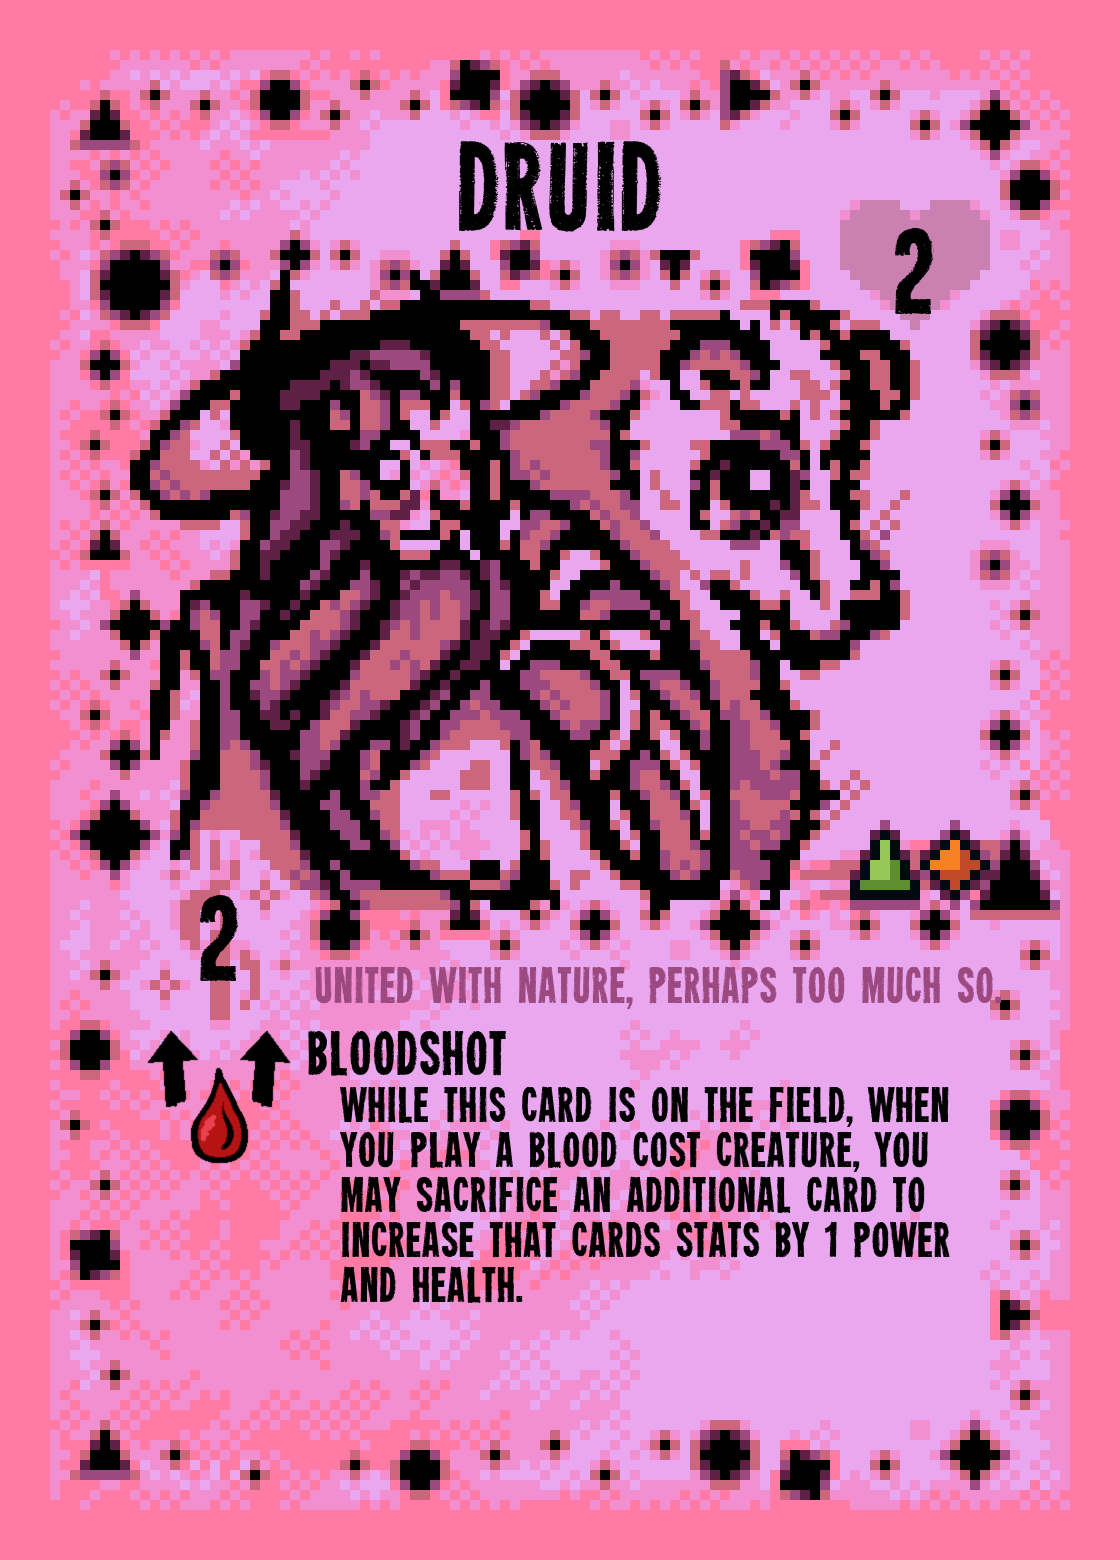 DRUID
2
2
UNITED WITH NATURE, PERHAPS TOO MUCH SO.
BLOODSHOT
WHILE THIS CARD IS ON THE FIELD, WHEN
YOU PLAY A BLOOD COST CREATURE, YOU
MAY SACRIFICE AN ADDITIONAL CARD TO
INCREASE THAT CARDS STATS BY 1 POWER
AND HEALTH.